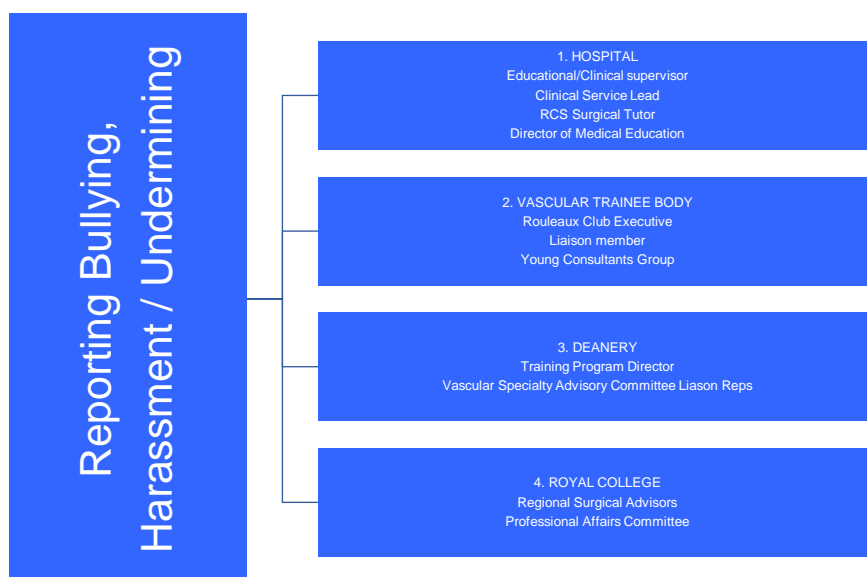 Reporting Bullying,
Harassment / Undermining
1. HOSPITAL
Educational/Clinical supervisor
Clinical Service Lead
RCS Surgical Tutor
Director of Medical Education
2. VASCULAR TRAINEE BODY
Rouleaux Club Executive
Liaison member
Young Consultants Group
3. DEANERY
Training Program Director
Vascular Specialty Advisory Committee Liason Reps
4. ROYAL COLLEGE
Regional Surgical Advisors
Professional Affairs Committee